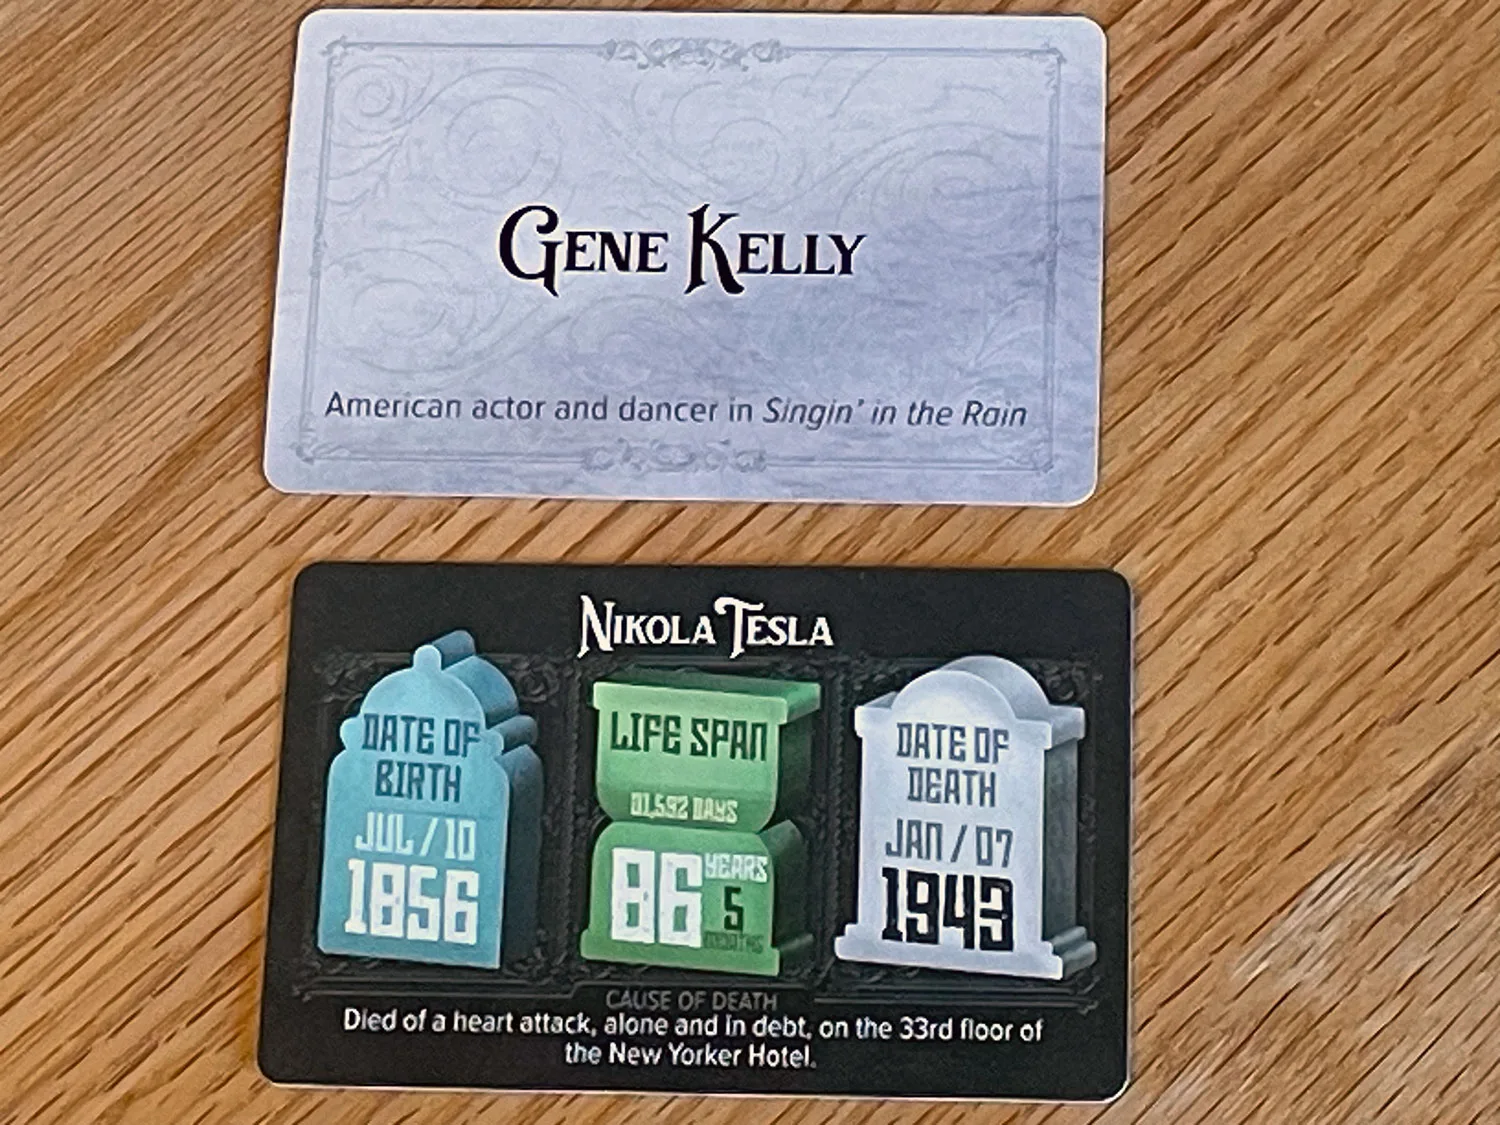 GENE KELLY
American actor and dancer in Singin' in the Rain
NIKOLA TESLA
DATE OF
BIRTH
JUL / 10
1856
LIFE SPAN
31,592 DAYS
86 YEARS
5
MONTHS
DATE OF
DEATH
JAN / 07
1943
CAUSE OF DEATH
Died of a heart attack, alone and in debt, on the 33rd floor of
the New Yorker Hotel.